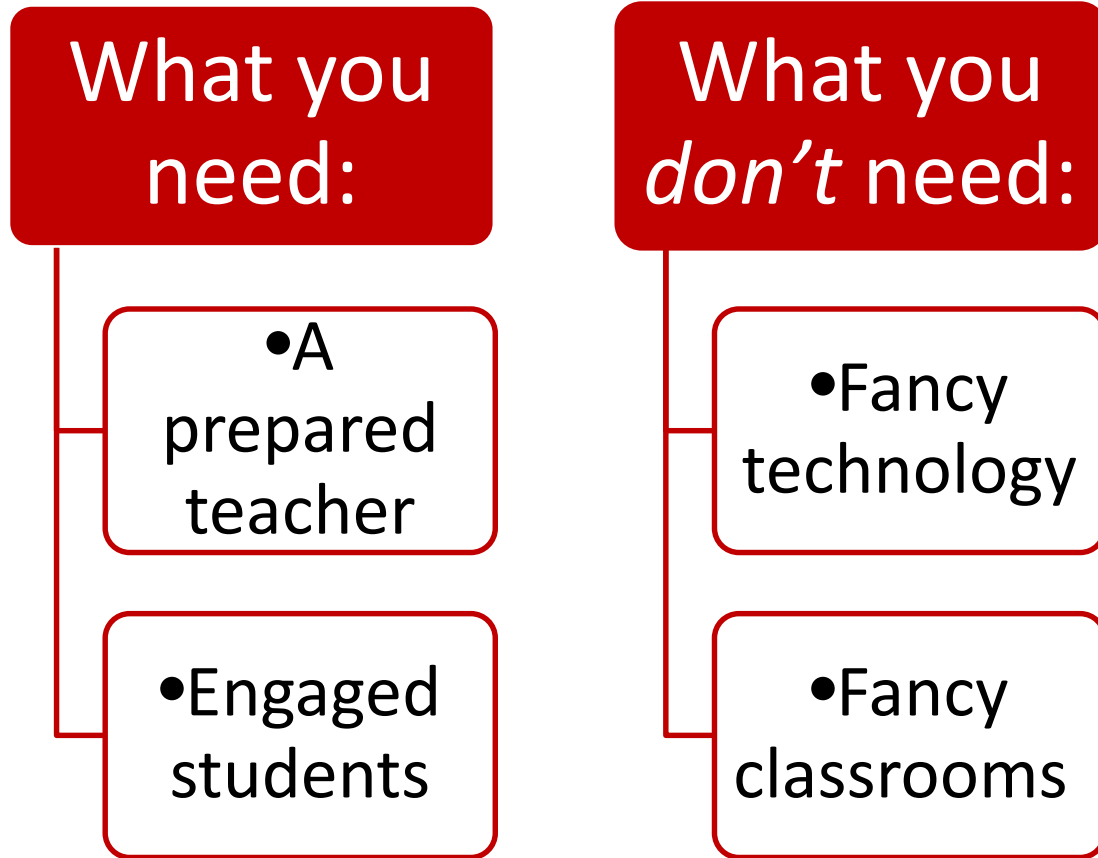 What you
need:
•A
prepared
teacher
•Engaged
students
What you
don’t need:
•Fancy
technology
•Fancy
classrooms